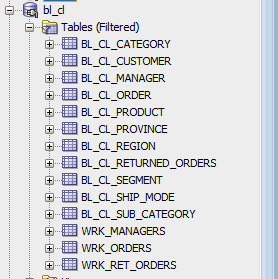 bl_cl
Tables (Filtered)
BL_CL_CATEGORY
BL_CL_CUSTOMER
BL_CL_MANAGER
BL_CL_ORDER
BL_CL_PRODUCT
BL_CL_PROVINCE
BL_CL_REGION
BL_CL_RETURNED_ORDERS
BL_CL_SEGMENT
BL_CL_SHIP_MODE
BL_CL_SUB_CATEGORY
WRK_MANAGERS
WRK_ORDERS
WRK_RET_ORDERS